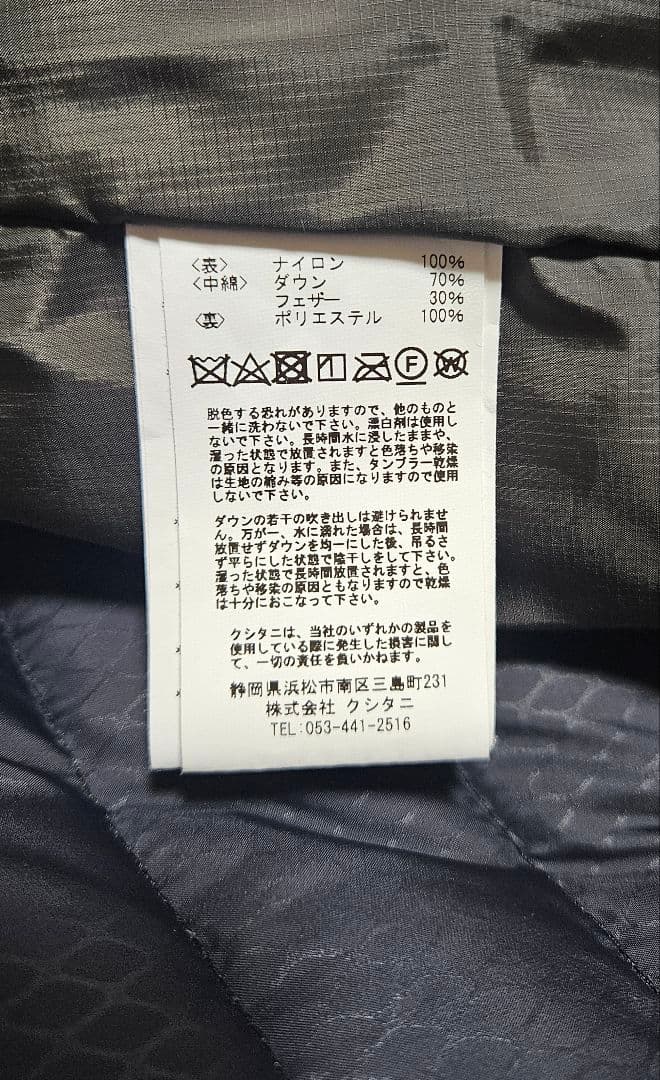 〈表〉 ナイロン 100%
〈中綿〉 ダウン 70%
フェザー 30%
〈裏〉 ポリエステル 100%
F W
脱色する恐れがありますので、他のものと
一緒に洗わないで下さい。漂白剤は使用し
ないで下さい。長時間水に浸したままや、
湿った状態で放置されますと色落ちや移染
の原因となります。また、タンブラー乾燥
は生地の縮み等の原因になりますので使用
しないで下さい。
ダウンの若干の吹き出しは避けられませ
ん。万が一、水に濡れた場合は、長時間
放置せずダウンを均一にした後、吊るさ
ず平らにした状態で陰干しをして下さい。
湿った状態で長時間放置されますと、色
落ちや移染の原因ともなりますので乾燥
は十分におこなって下さい。
クシタニは、当社のいずれかの製品を
使用している際に発生した損害に関し
て、一切の責任を負いかねます。
静岡県浜松市南区三島町231
株式会社 クシタニ
TEL:053-441-2516